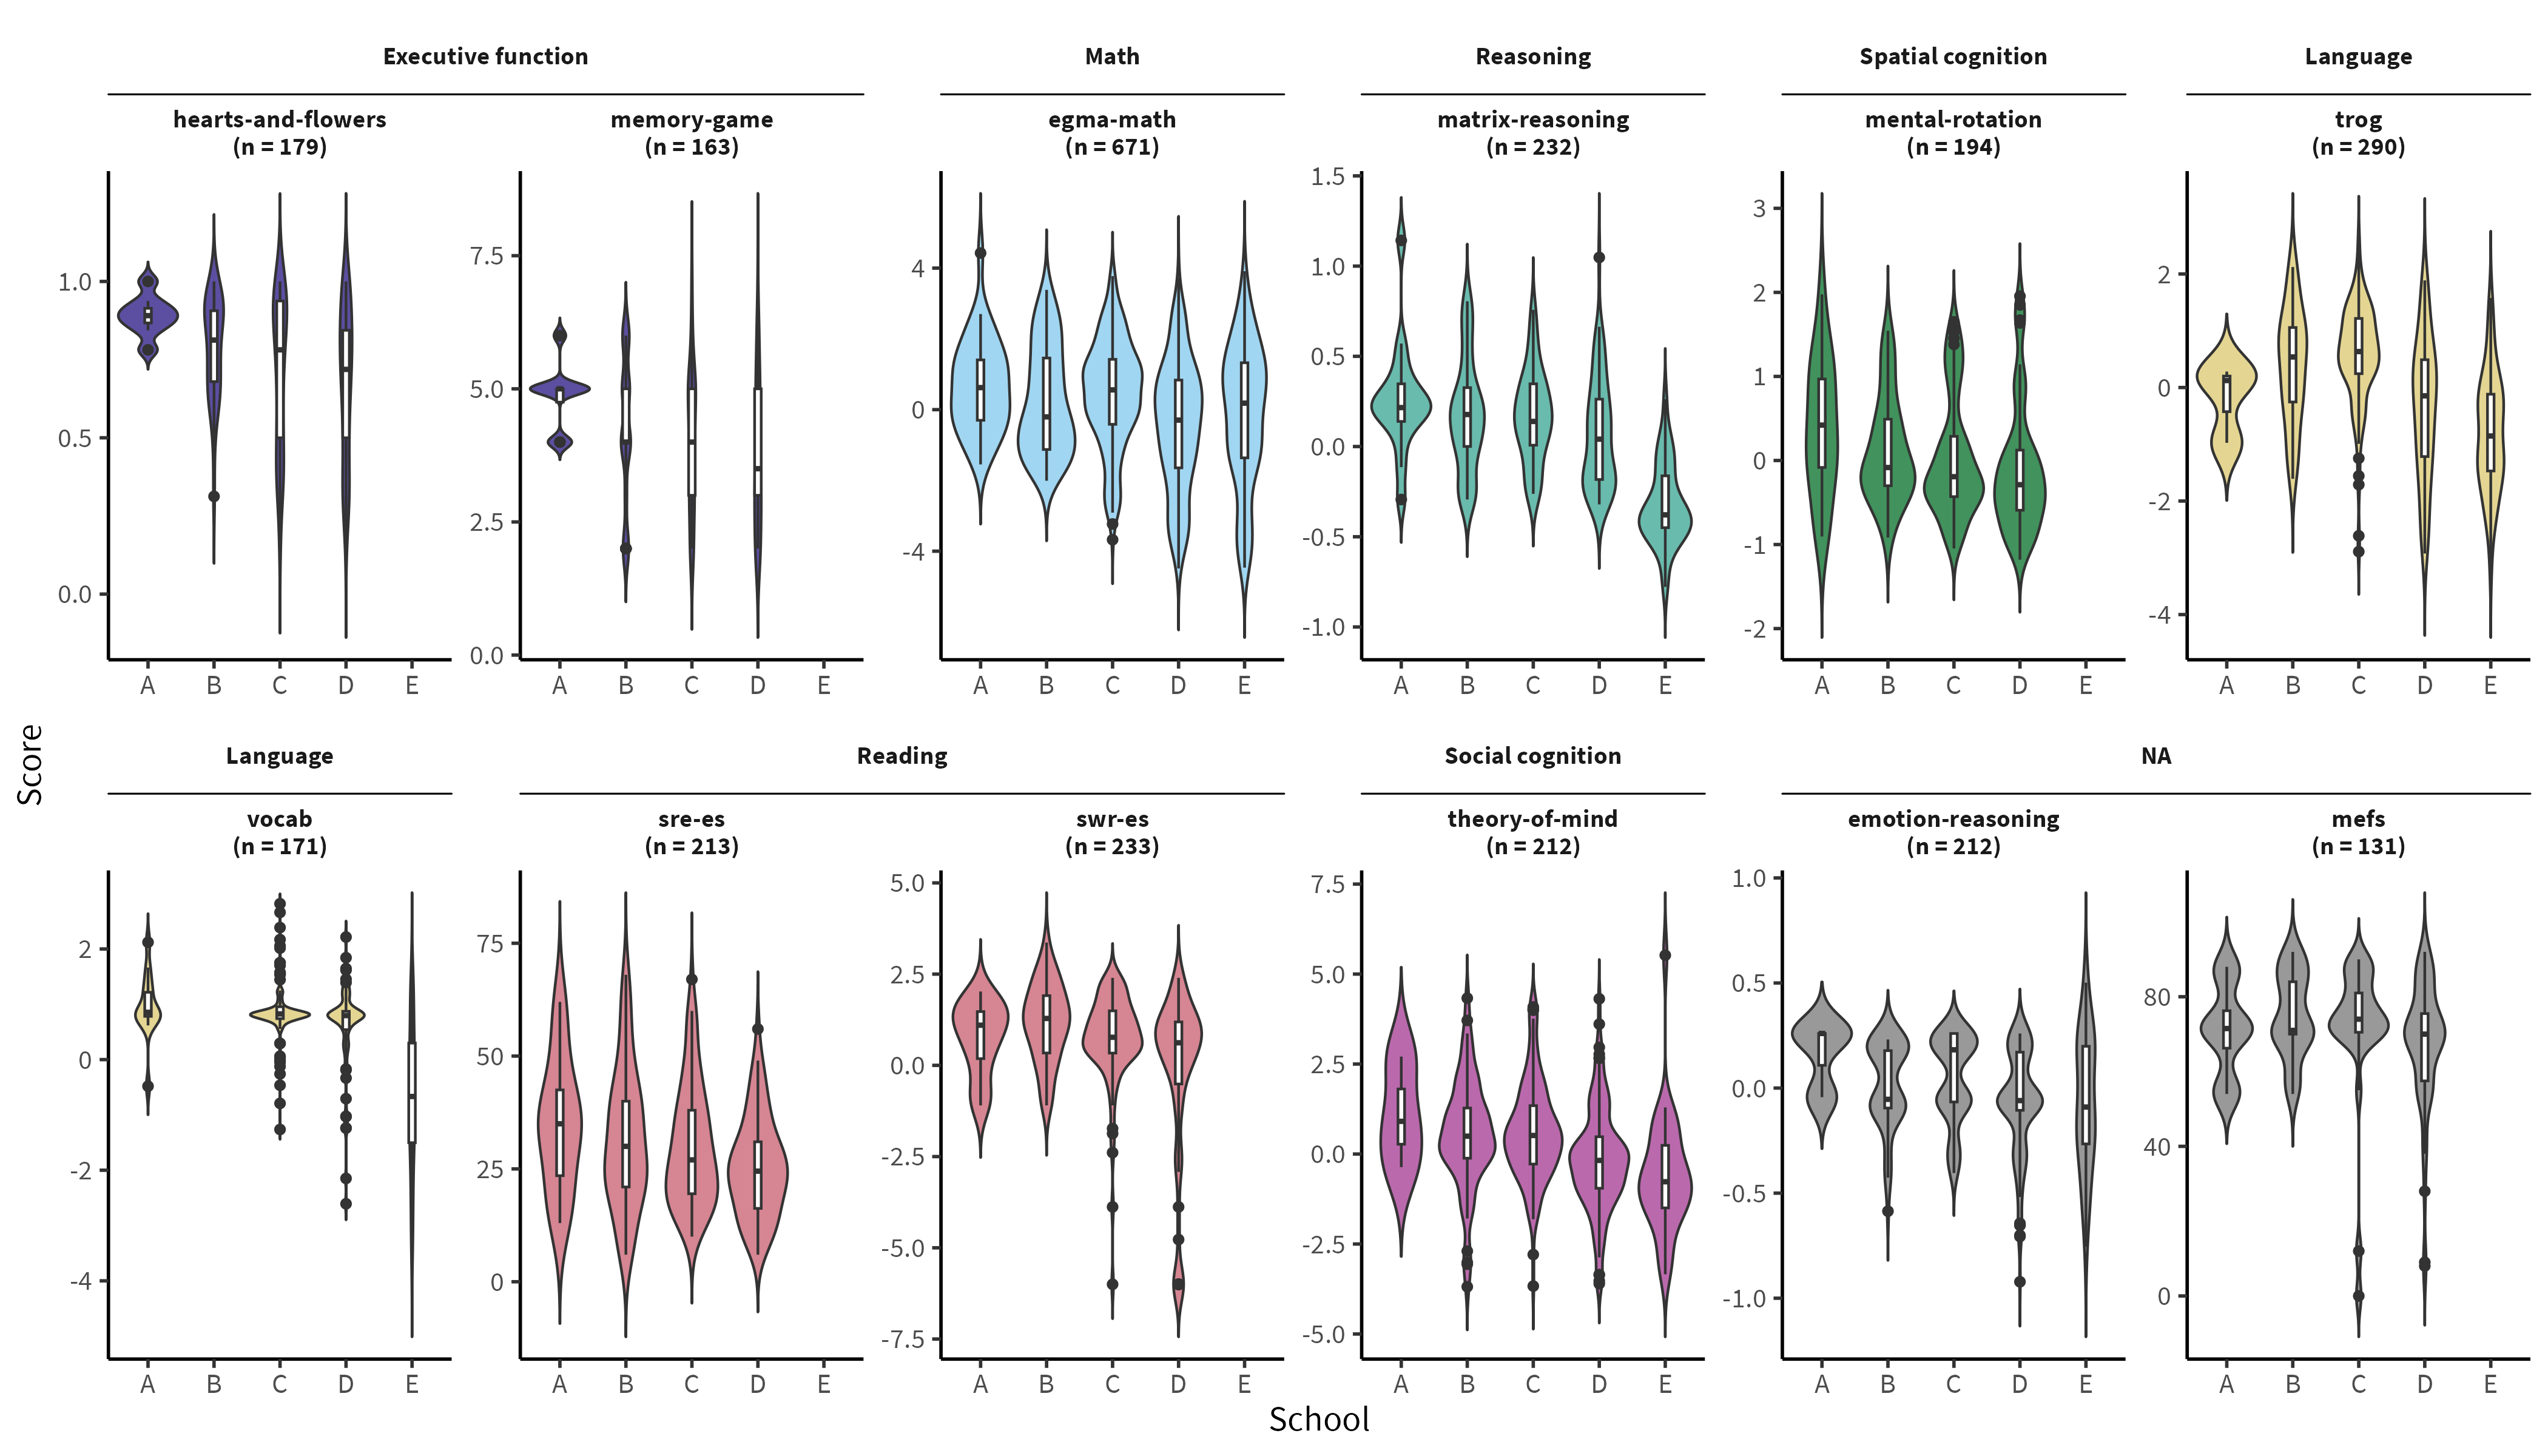 Executive function
Math
Reasoning
Spatial cognition
Language
hearts-and-flowers
(n = 179)
memory-game
(n = 163)
egma-math
(n = 671)
matrix-reasoning
(n = 232)
mental-rotation
(n = 194)
trog
(n = 290)
1.0
0.5
0.0
A B C D E
7.5
5.0
2.5
0.0
A B C D E
4
0
-4
A B C D E
1.5
1.0
0.5
0.0
-0.5
-1.0
A B C D E
3
2
1
0
-1
-2
A B C D E
2
0
-2
-4
A B C D E
Score
Language
Reading
Social cognition
NA
vocab
(n = 171)
sre-es
(n = 213)
swr-es
(n = 233)
theory-of-mind
(n = 212)
emotion-reasoning
(n = 212)
mefs
(n = 131)
2
0
-2
-4
A B C D E
75
50
25
0
A B C D E
5.0
2.5
0.0
-2.5
-5.0
-7.5
A B C D E
7.5
5.0
2.5
0.0
-2.5
-5.0
A B C D E
1.0
0.5
0.0
-0.5
-1.0
A B C D E
80
40
0
A B C D E
School